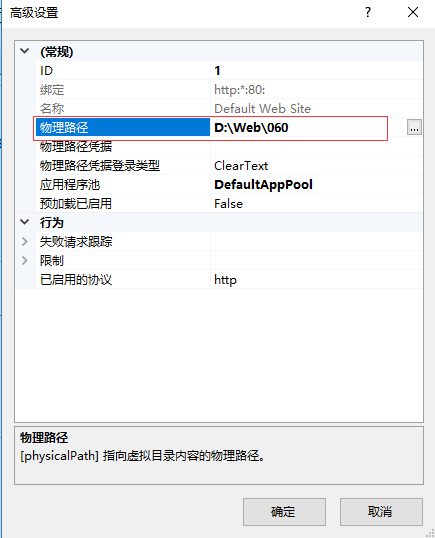 高级设置
? ×
(常规)
ID 1
绑定 http:*:80:
名称 Default Web Site
物理路径 D:\Web\060 ...
物理路径凭据
物理路径凭据登录类型 ClearText
应用程序池 DefaultAppPool
预加载已启用 False
行为
失败请求跟踪
限制
已启用的协议 http
物理路径
[physicalPath] 指向虚拟目录内容的物理路径。
确定 取消